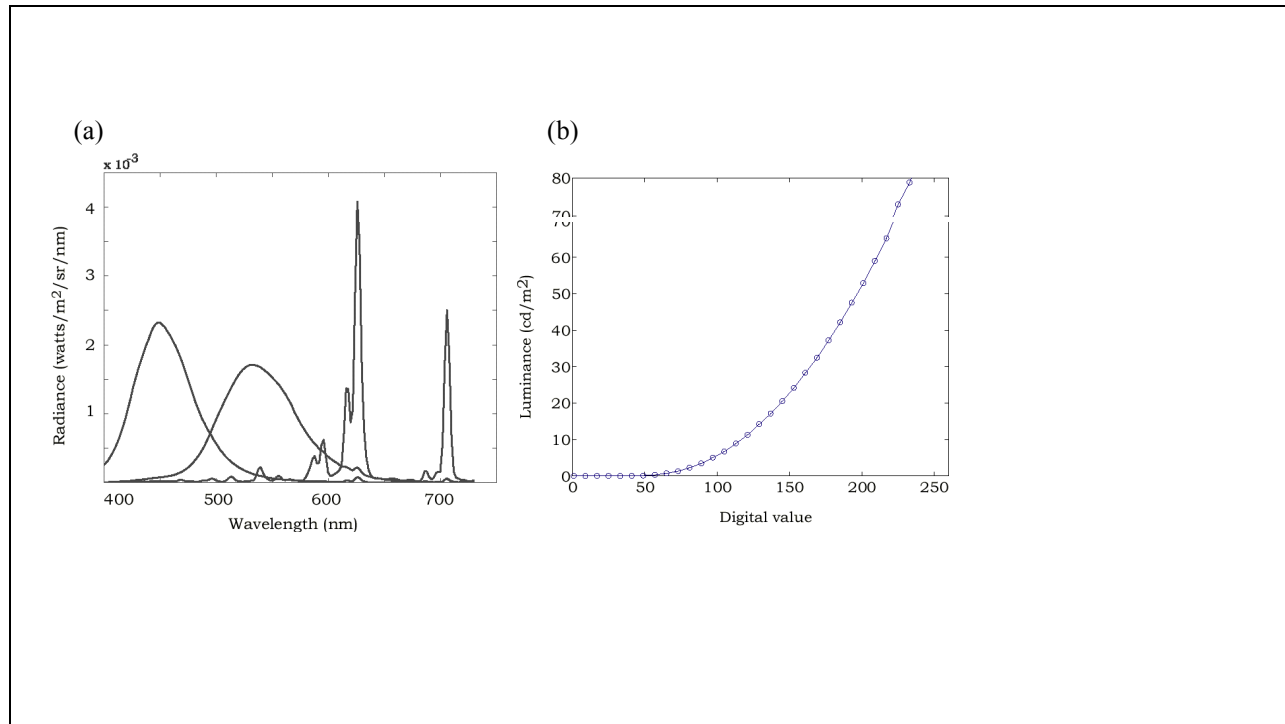 (a)
x 10-3
4
3
2
1
Radiance (watts/m2/sr/nm)
400 500 600 700
Wavelength (nm)
(b)
80
70
70
60
50
40
30
20
10
0
Luminance (cd/m2)
0 50 100 150 200 250
Digital value